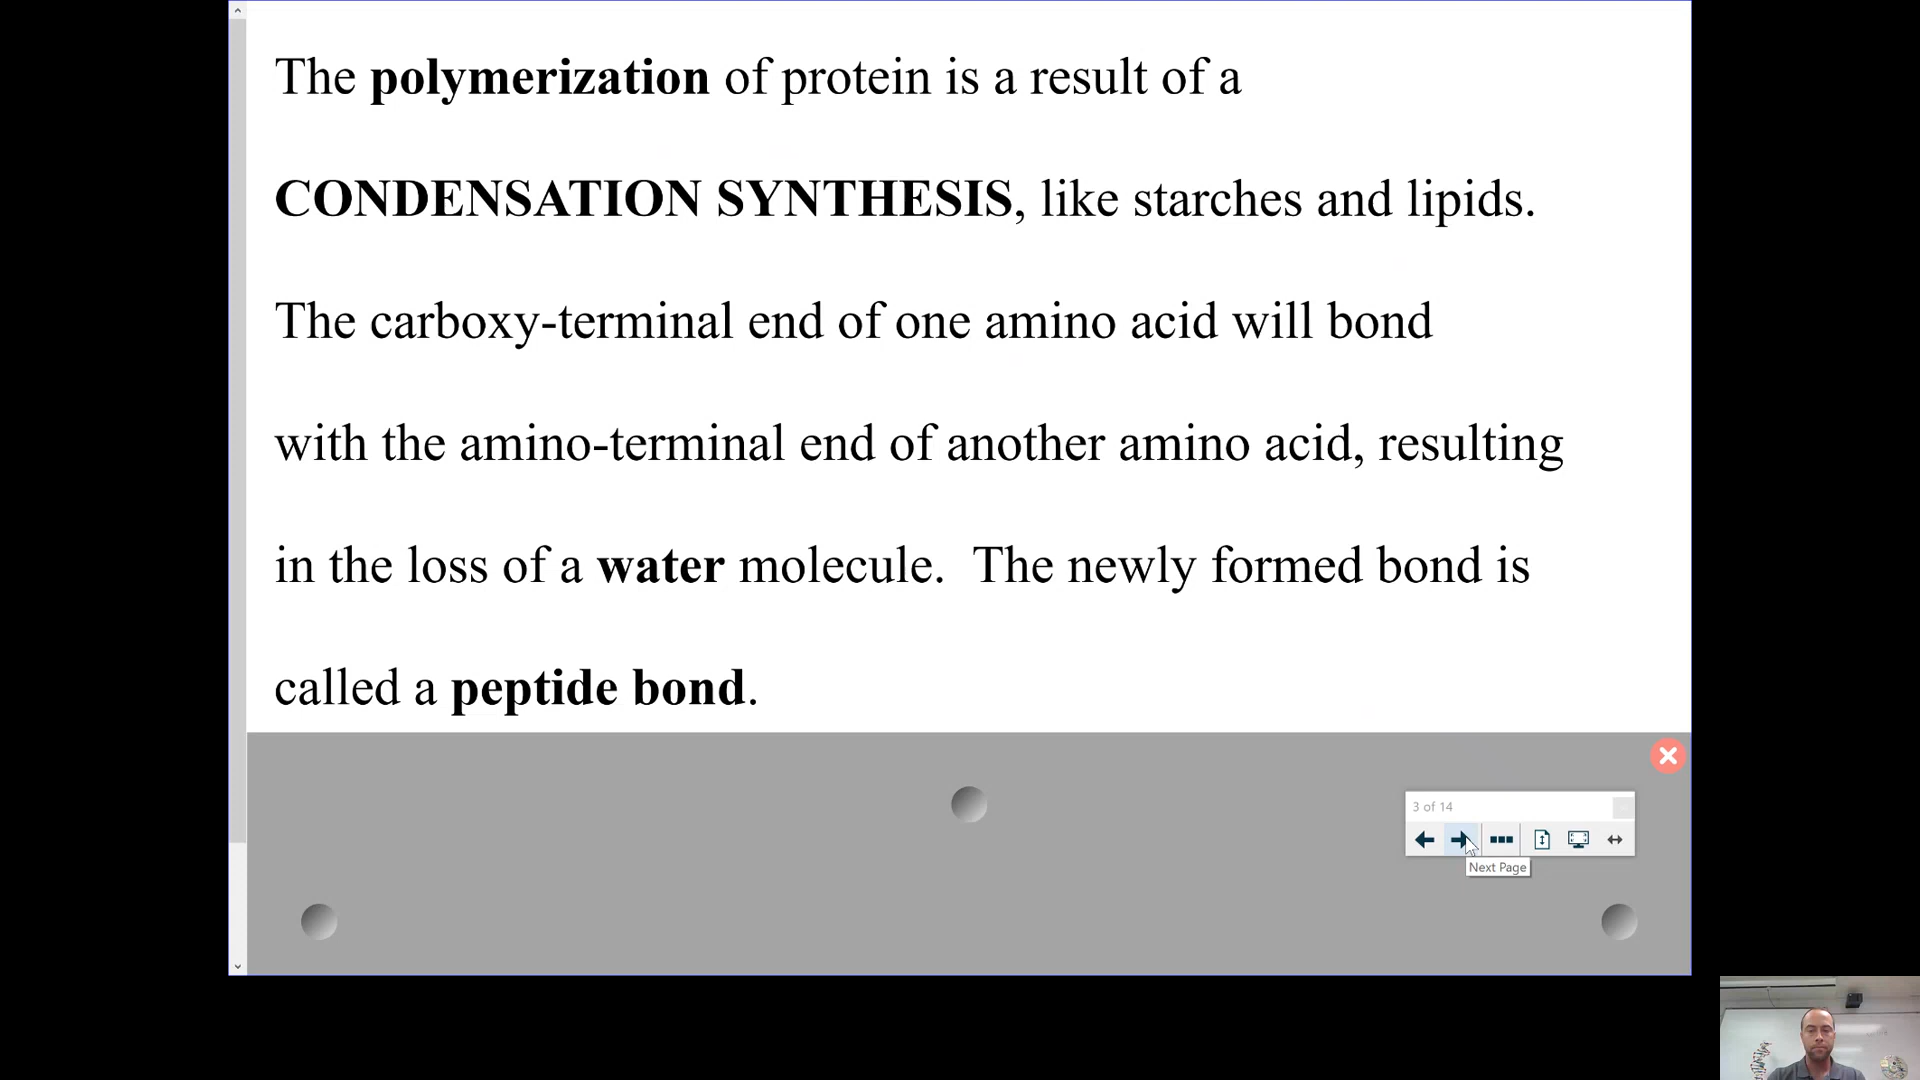 The polymerization of protein is a result of a
CONDENSATION SYNTHESIS, like starches and lipids.
The carboxy-terminal end of one amino acid will bond
with the amino-terminal end of another amino acid, resulting
in the loss of a water molecule.  The newly formed bond is
called a peptide bond.
3 of 14
Next Page